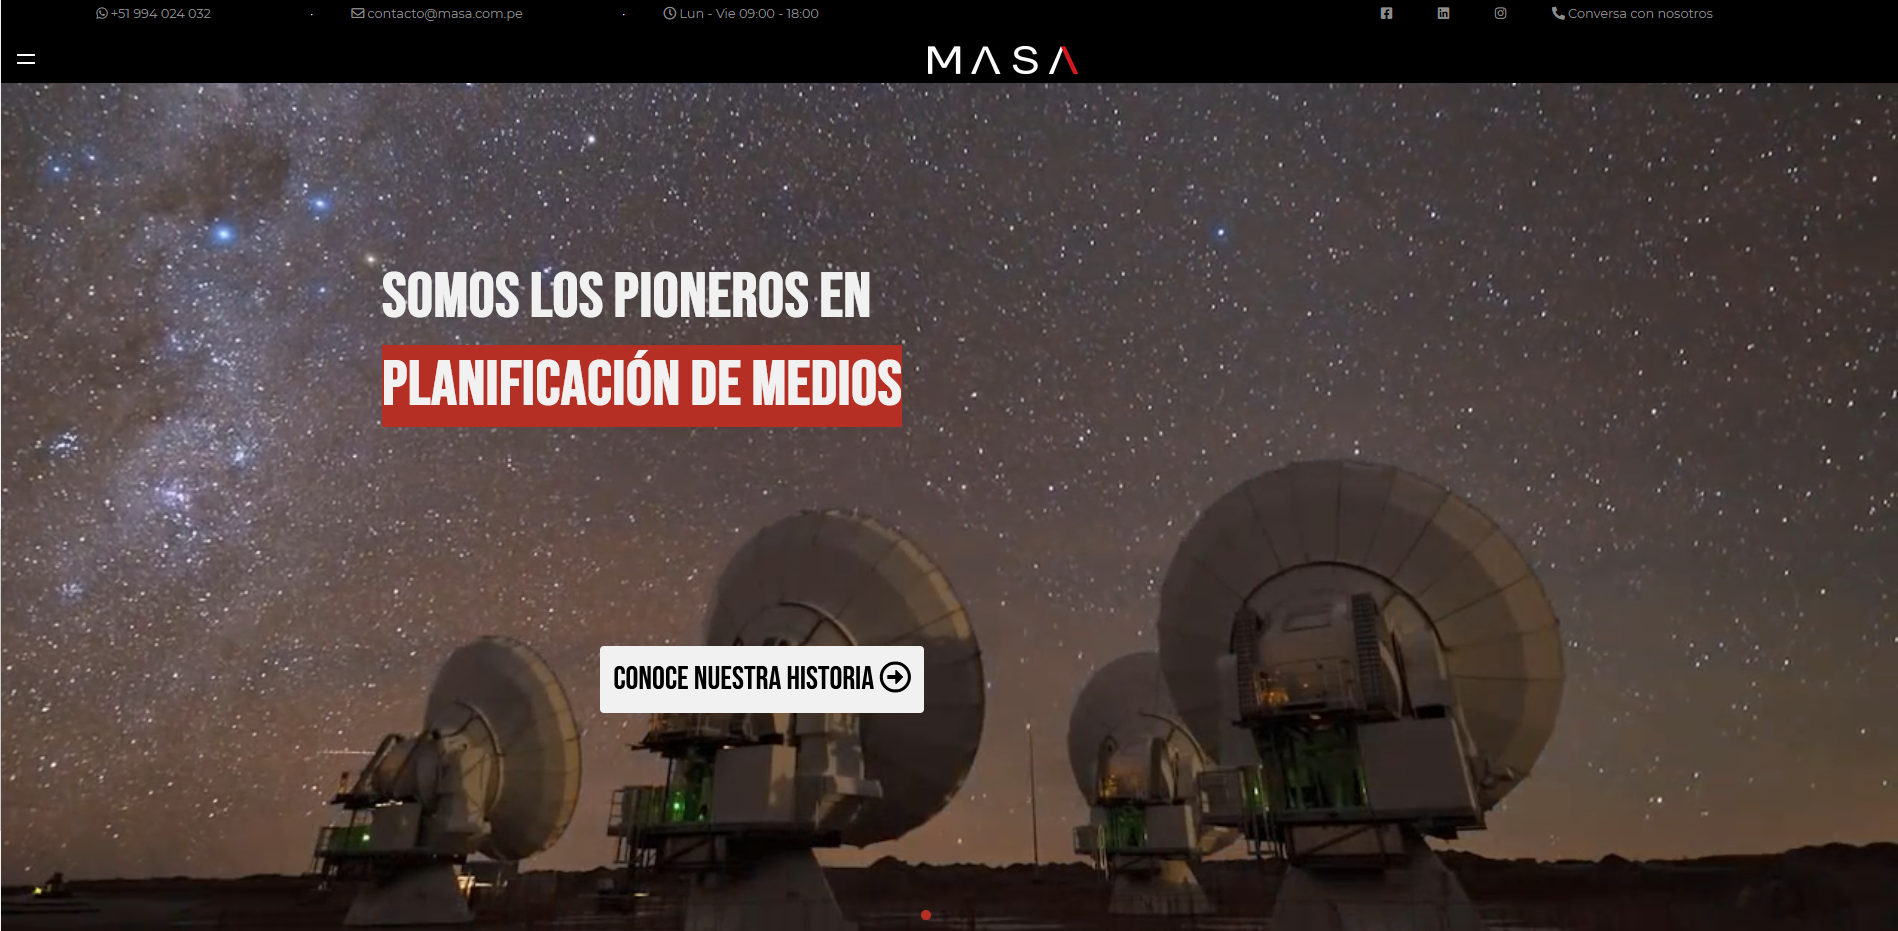 +51 994 024 032 · contacto@masa.com.pe · Lun - Vie 09:00 - 18:00 Conversa con nosotros
MASA
SOMOS LOS PIONEROS EN
PLANIFICACIÓN DE MEDIOS
CONOCE NUESTRA HISTORIA